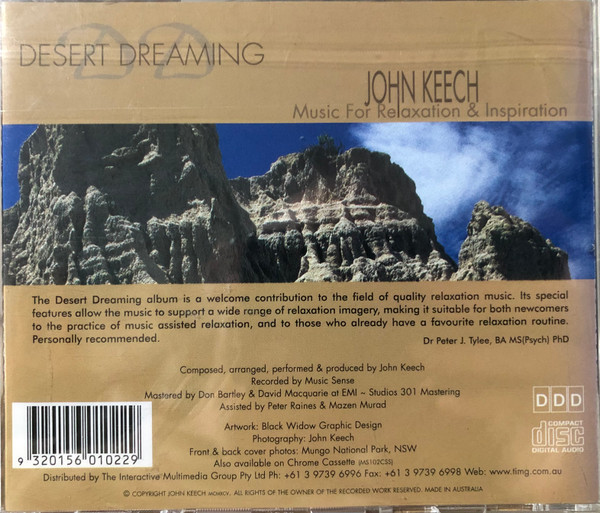 DD
DESERT DREAMING
JOHN KEECH
Music For Relaxation & Inspiration
The Desert Dreaming album is a welcome contribution to the field of quality relaxation music. Its special
features allow the music to support a wide range of relaxation imagery, making it suitable for both newcomers
to the practice of music assisted relaxation, and to those who already have a favourite relaxation routine.
Personally recommended.
Dr Peter J. Tylee, BA MS(Psych) PhD
Composed, arranged, performed & produced by John Keech
Recorded by Music Sense
Mastered by Don Bartley & David Macquarie at EMI ~ Studios 301 Mastering
Assisted by Peter Raines & Mazen Murad
Artwork: Black Widow Graphic Design
Photography: John Keech
Front & back cover photos: Mungo National Park, NSW
Also available on Chrome Cassette (MS102CSS)
Distributed by The Interactive Multimedia Group Pty Ltd Ph: +61 3 9739 6996 Fax: +61 3 9739 6998 Web: www.timg.com.au
© COPYRIGHT JOHN KEECH MCMXCV. ALL RIGHTS OF THE OWNER OF THE RECORDED WORK RESERVED. MADE IN AUSTRALIA
9 320156 010229
DDD
COMPACT
disc
DIGITAL AUDIO